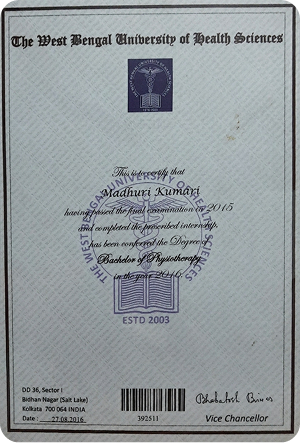 The West Bengal University of Health Sciences
This is to certify that
Madhuri Kumari
having passed the final examination in 2015
and completed the prescribed internship,
has been conferred the Degree of
Bachelor of Physiotherapy
in the year 2016
THE WEST BENGAL UNIVERSITY OF HEALTH SCIENCES
ESTD 2003
DD 36, Sector I
Bidhan Nagar (Salt Lake)
Kolkata 700 064 INDIA
Date : 27.08.2016
392511
Vice Chancellor